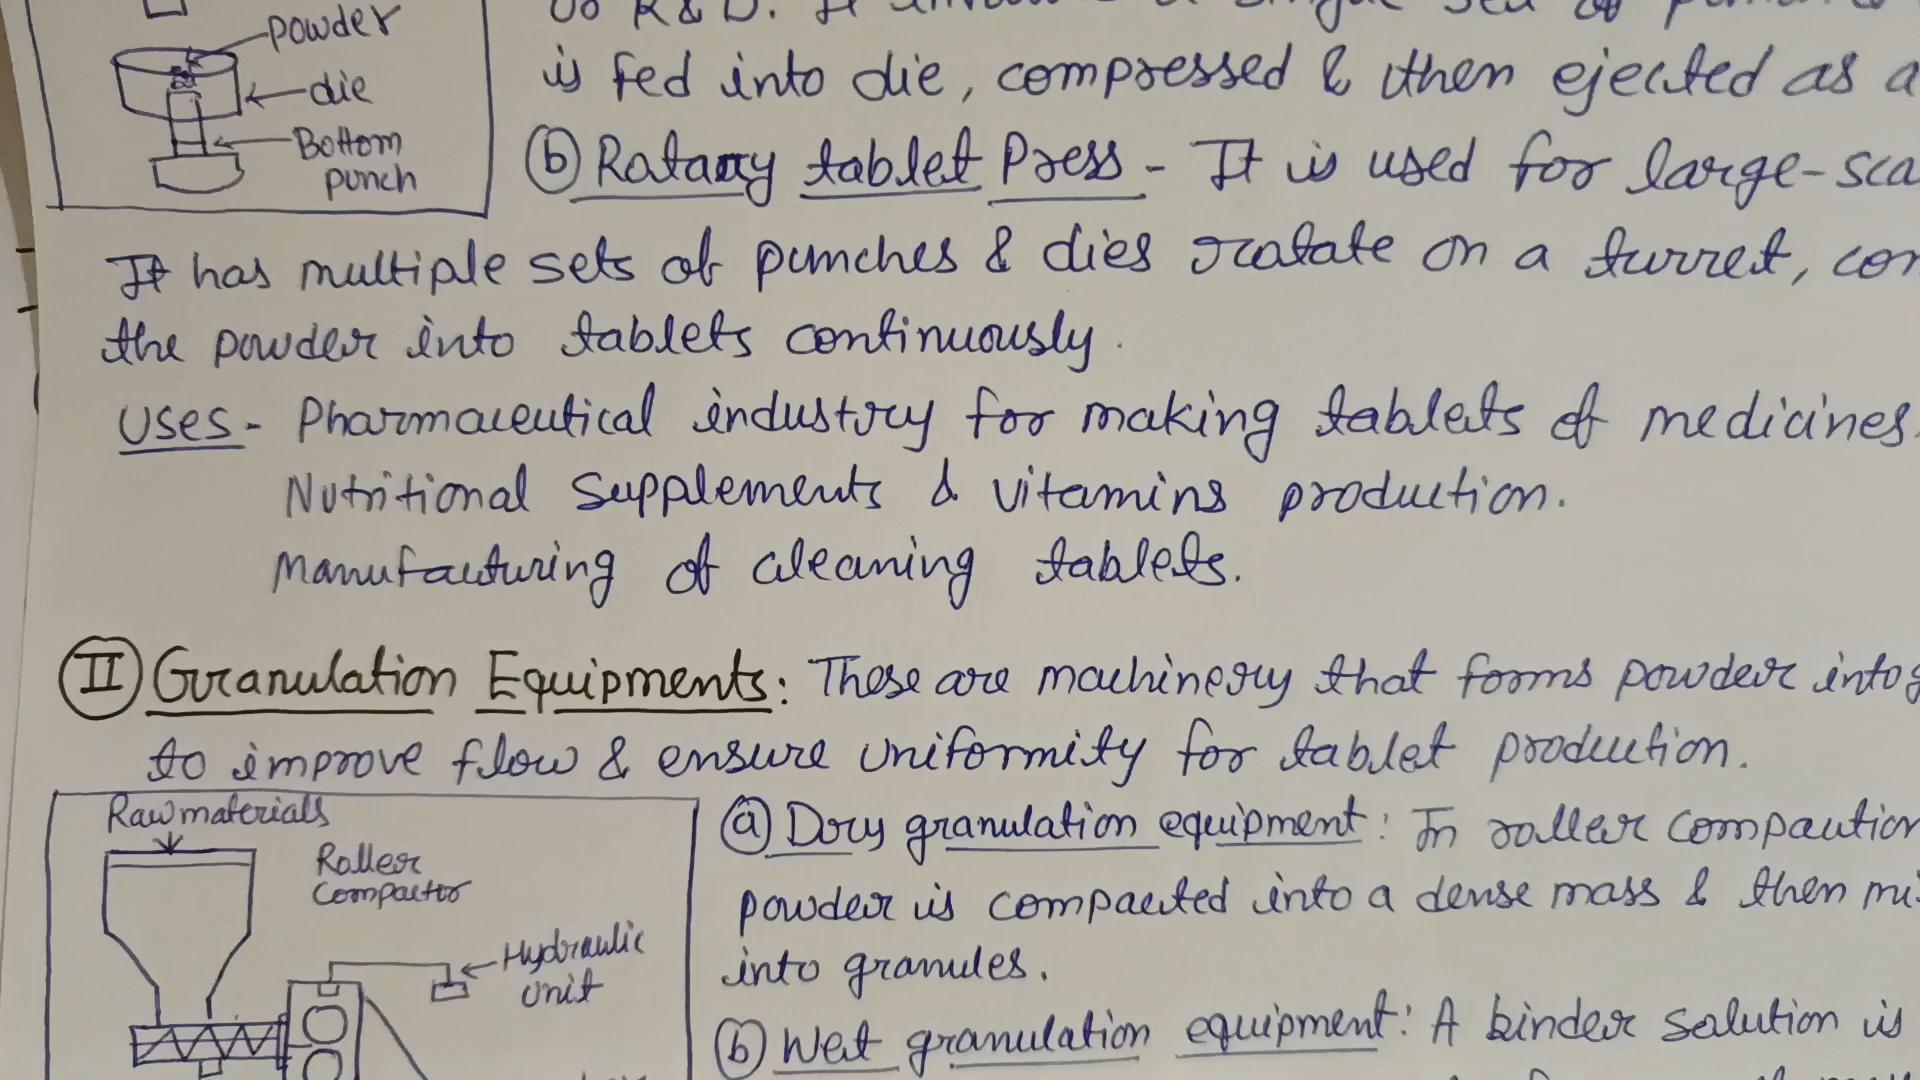 powder
die
Bottom
punch
is fed into die, compressed & then ejected as a
ⓑ Ratary tablet Press - It is used for large-sca
It has multiple sets of punches & dies ratate on a turret, com
the powder into tablets continuously.
Uses - Pharmaceutical industry for making tablets of medicines.
Nutritional supplements & vitamins production.
Manufacturing of cleaning tablets.
Ⅱ Granulation Equipments: These are machinery that forms powder into g
to improve flow & ensure uniformity for tablet production.
Raw materials
Roller
Compactor
Hydraulic
unit
ⓐ Dry granulation equipment: In roller compaction
powder is compacted into a dense mass & then mi
into granules.
ⓑ Wet granulation equipment: A binder solution is